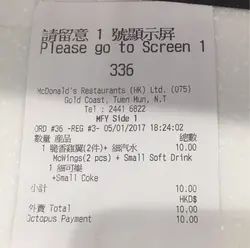 請留意 1 號顯示屏
Please go to Screen 1
336
McDonald's Restaurants (HK) Ltd. (075)
Gold Coast, Tuen Mun, N.T
Tel : 2441 6822
MFY Side 1
ORD #36 -REG #3- 05/01/2017 18:24:02
數量 產品 總數
1 脆香雞翼(2件)+ 細汽水 10.00
McWings(2 pcs) + Small Soft Drink
1 細可樂
+Small Coke
小計 10.00
HKD$
外賣 Total 10.00
Octopus Payment 10.00